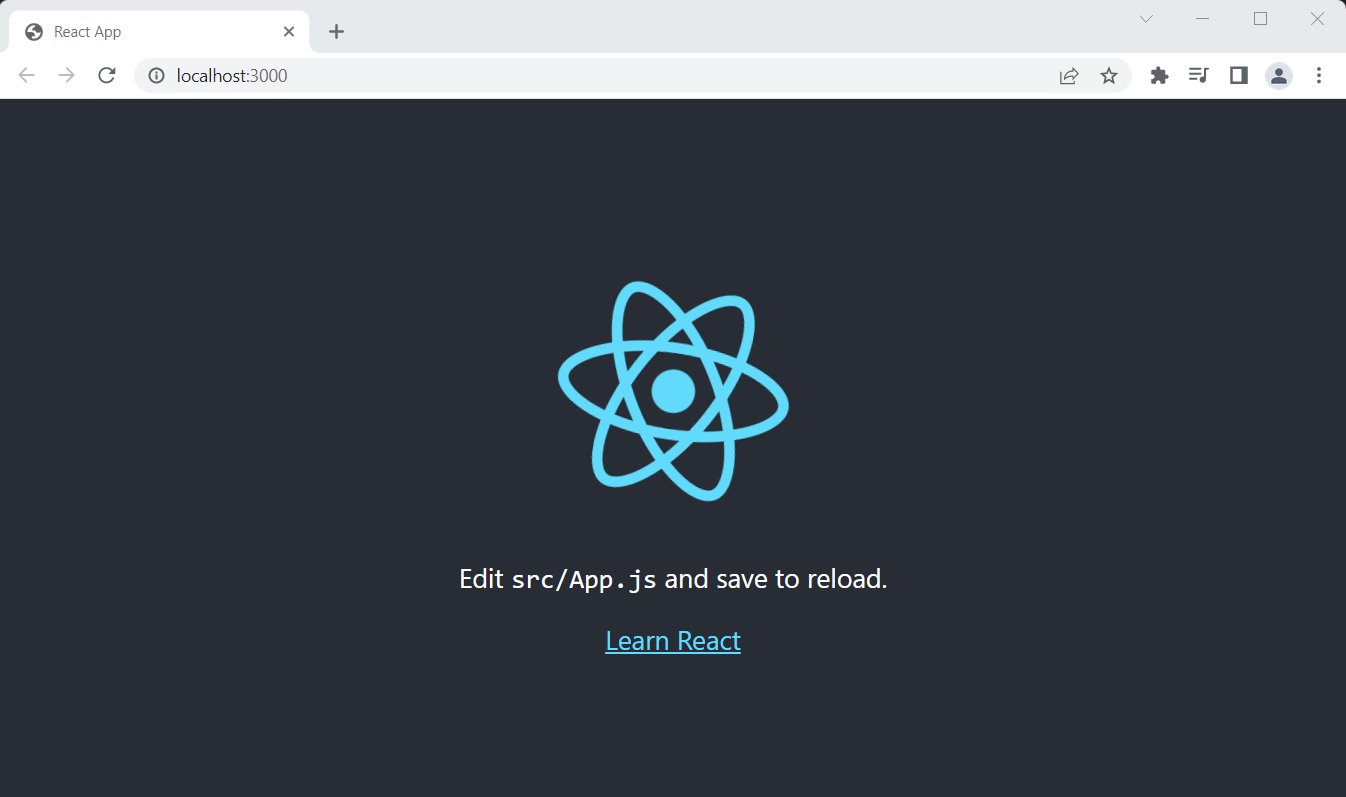 React App
localhost:3000
Edit src/App.js and save to reload.
Learn React